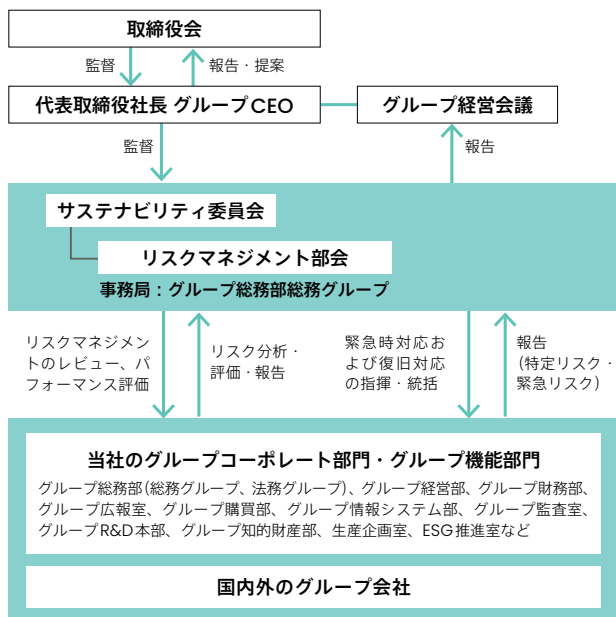 取締役会
監督
報告・提案
代表取締役社長 グループCEO
グループ経営会議
監督
報告
サステナビリティ委員会
リスクマネジメント部会
事務局：グループ総務部総務グループ
リスクマネジメン
トのレビュー、パ
フォーマンス評価
リスク分析・
評価・報告
緊急時対応お
よび復旧対応
の指揮・統括
報告
(特定リスク・
緊急リスク)
当社のグループコーポレート部門・グループ機能部門
グループ総務部(総務グループ、法務グループ)、グループ経営部、グループ財務部、
グループ広報室、グループ購買部、グループ情報システム部、グループ監査室、
グループR&D本部、グループ知的財産部、生産企画室、ESG推進室など
国内外のグループ会社